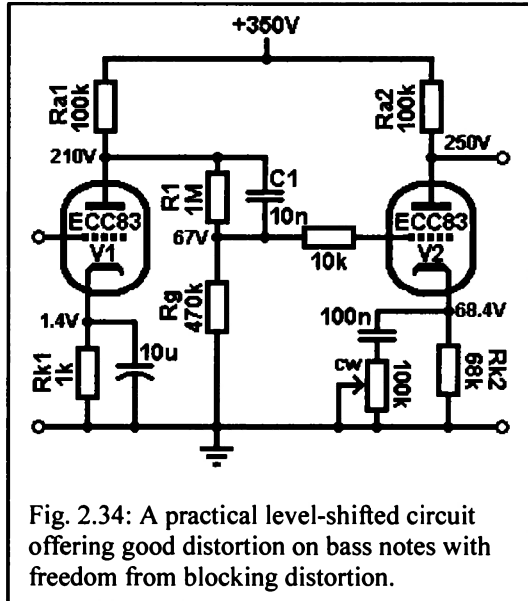 +350V
Ra1
100k
Ra2
100k
210V
250V
R1
1M
C1
10n
ECC83
V1
67V
10k
ECC83
V2
Rg
470k
1.4V
100n
68.4V
Rk1
1k
10u
cw
100k
Rk2
68k
Fig. 2.34: A practical level-shifted circuit
offering good distortion on bass notes with
freedom from blocking distortion.